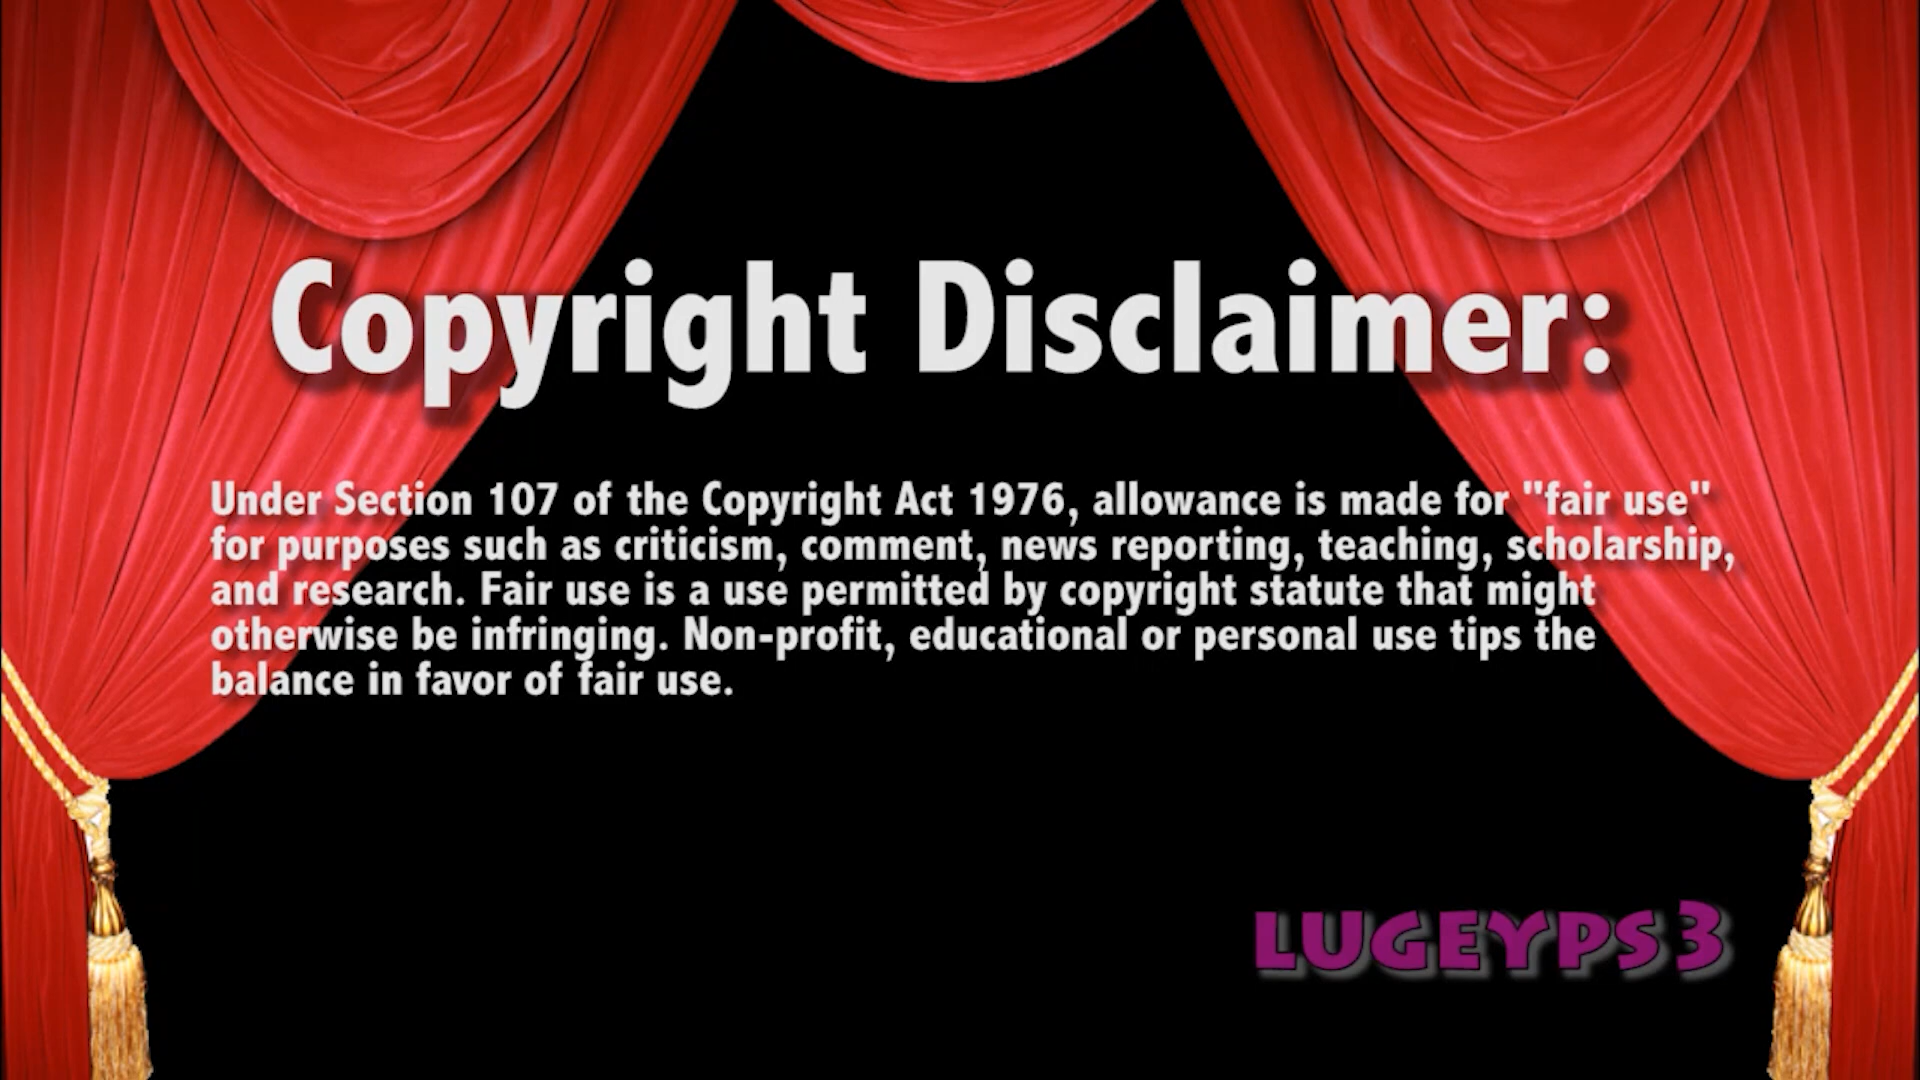 Copyright Disclaimer:
Under Section 107 of the Copyright Act 1976, allowance is made for "fair use"
for purposes such as criticism, comment, news reporting, teaching, scholarship,
and research. Fair use is a use permitted by copyright statute that might
otherwise be infringing. Non-profit, educational or personal use tips the
balance in favor of fair use.
LUGEYPS3